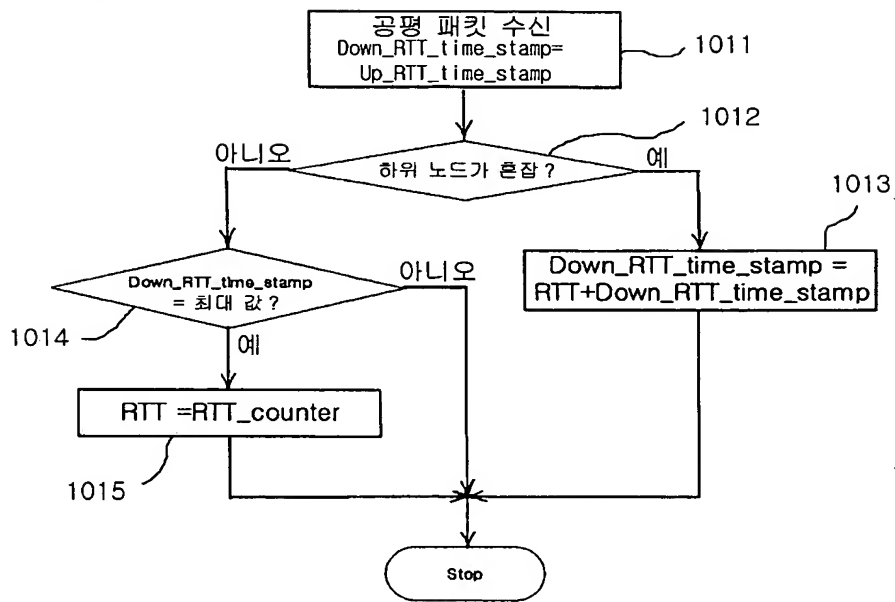 공평 패킷 수신
Down_RTT_time_stamp=
Up_RTT_time_stamp
1011
1012
아니오
하위 노드가 혼잡 ?
예
1013
Down_RTT_time_stamp
= 최대 값 ?
아니오
Down_RTT_time_stamp =
RTT+Down_RTT_time_stamp
1014
예
RTT =RTT_counter
1015
Stop